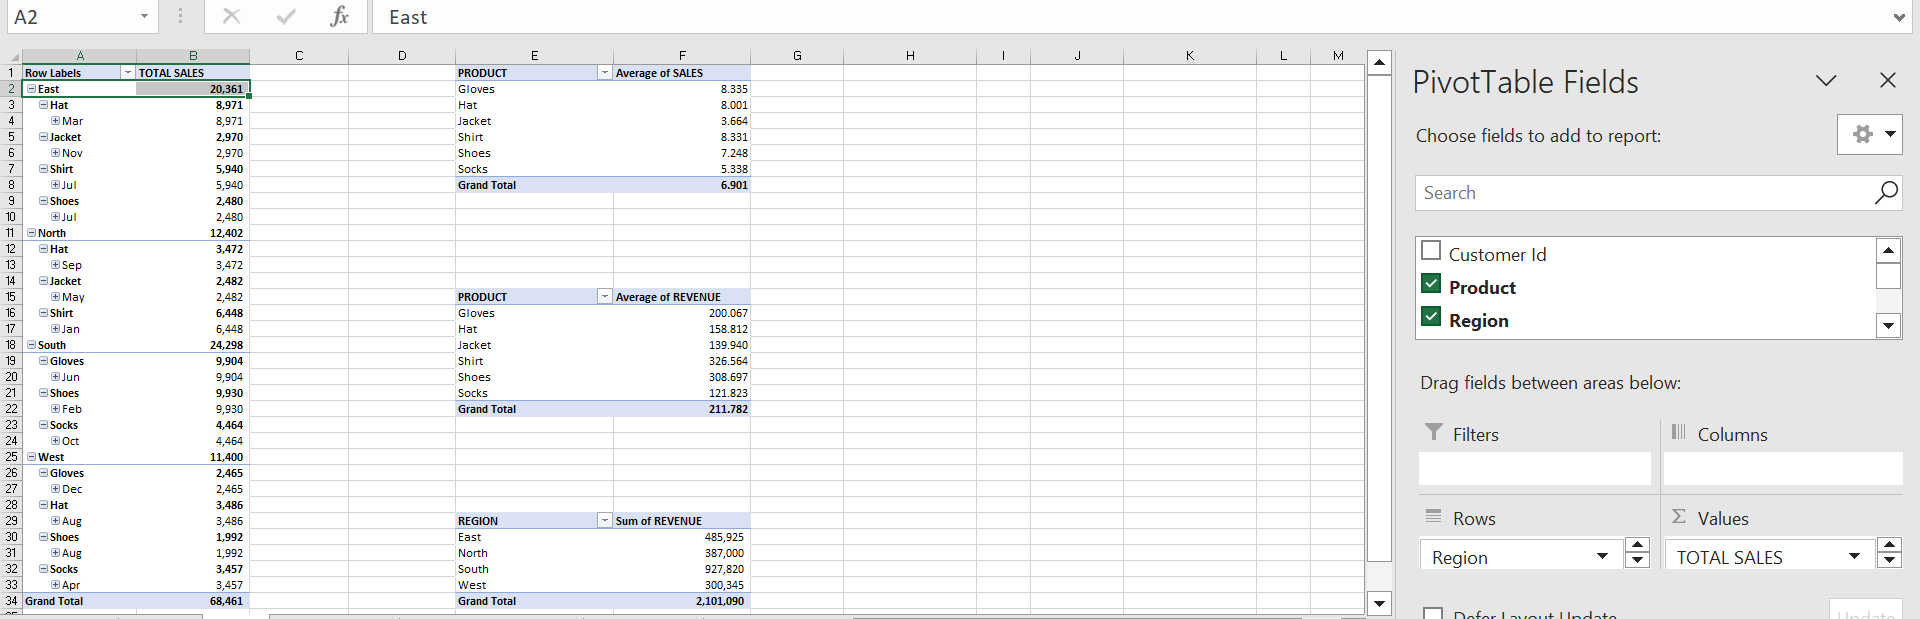 A2 fx East
A B C D E F G H I J K L M
1 Row Labels TOTAL SALES PRODUCT Average of SALES
2 East 20,361 Gloves 8.335
3 Hat 8,971 Hat 8.001
4 Mar 8,971 Jacket 3.664
5 Jacket 2,970 Shirt 8.331
6 Nov 2,970 Shoes 7.248
7 Shirt 5,940 Socks 5.338
8 Jul 5,940 Grand Total 6.901
9 Shoes 2,480
10 Jul 2,480
11 North 12,402
12 Hat 3,472
13 Sep 3,472
14 Jacket 2,482
15 May 2,482 PRODUCT Average of REVENUE
16 Shirt 6,448 Gloves 200.067
17 Jan 6,448 Hat 158.812
18 South 24,298 Jacket 139.940
19 Gloves 9,904 Shirt 326.564
20 Jun 9,904 Shoes 308.697
21 Shoes 9,930 Socks 121.823
22 Feb 9,930 Grand Total 211.782
23 Socks 4,464
24 Oct 4,464
25 West 11,400
26 Gloves 2,465
27 Dec 2,465
28 Hat 3,486
29 Aug 3,486 REGION Sum of REVENUE
30 Shoes 1,992 East 485,925
31 Aug 1,992 North 387,000
32 Socks 3,457 South 927,820
33 Apr 3,457 West 300,345
34 Grand Total 68,461 Grand Total 2,101,090
PivotTable Fields
Choose fields to add to report:
Search
Customer Id
Product
Region
Drag fields between areas below:
Filters
Columns
Rows
Σ Values
Region
TOTAL SALES
Defer Layout Update
Update